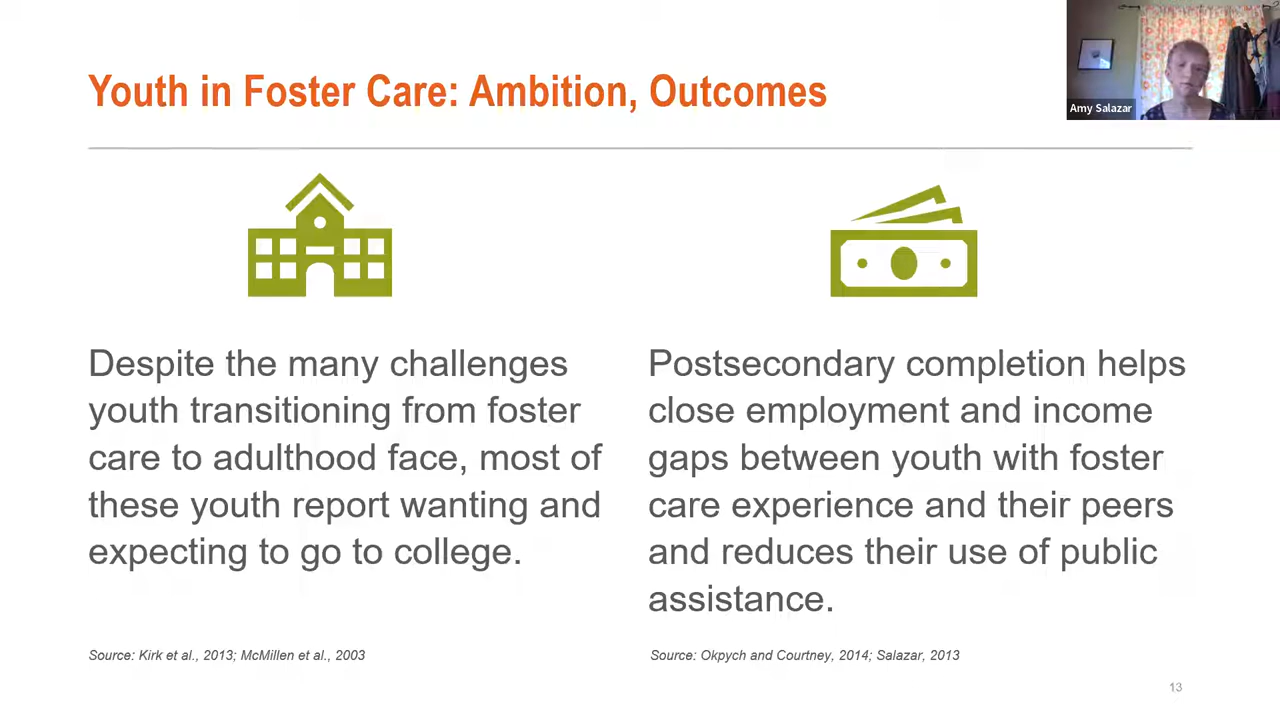 Youth in Foster Care: Ambition, Outcomes
Amy Salazar
Despite the many challenges
youth transitioning from foster
care to adulthood face, most of
these youth report wanting and
expecting to go to college.
Source: Kirk et al., 2013; McMillen et al., 2003
Postsecondary completion helps
close employment and income
gaps between youth with foster
care experience and their peers
and reduces their use of public
assistance.
Source: Okpych and Courtney, 2014; Salazar, 2013
13